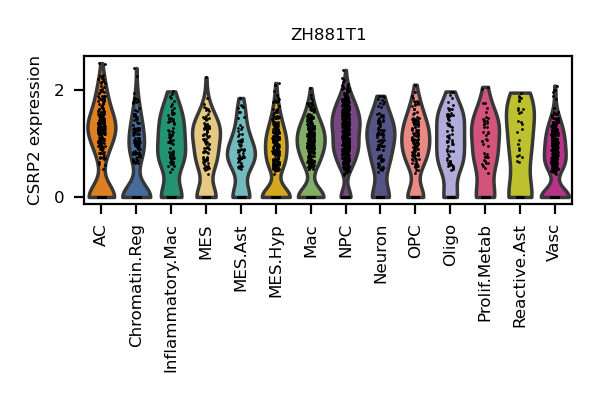 ZH881T1
CSRP2 expression
2
0
AC
Chromatin.Reg
Inflammatory.Mac
MES
MES.Ast
MES.Hyp
Mac
NPC
Neuron
OPC
Oligo
Prolif.Metab
Reactive.Ast
Vasc